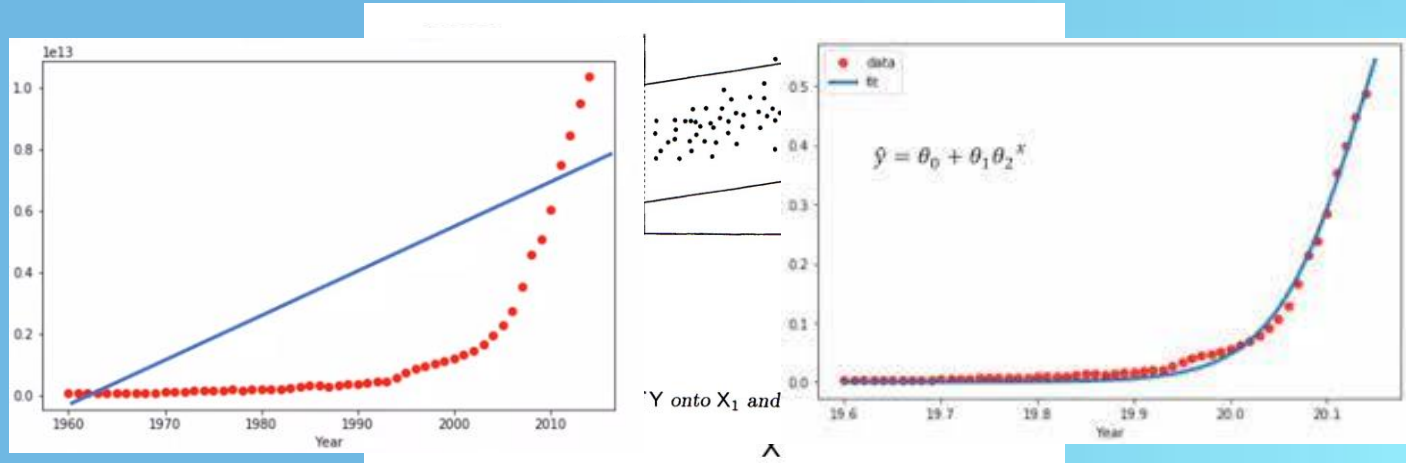 1e13
1.0
0.8
0.6
0.4
0.2
0.0
1960 1970 1980 1990 2000 2010
Year
Y onto X₁ and
X
data
fit
ŷ = θ₀ + θ₁θ₂ˣ
0.5
0.4
0.3
0.2
0.1
0.0
19.6 19.7 19.8 19.9 20.0 20.1
Year